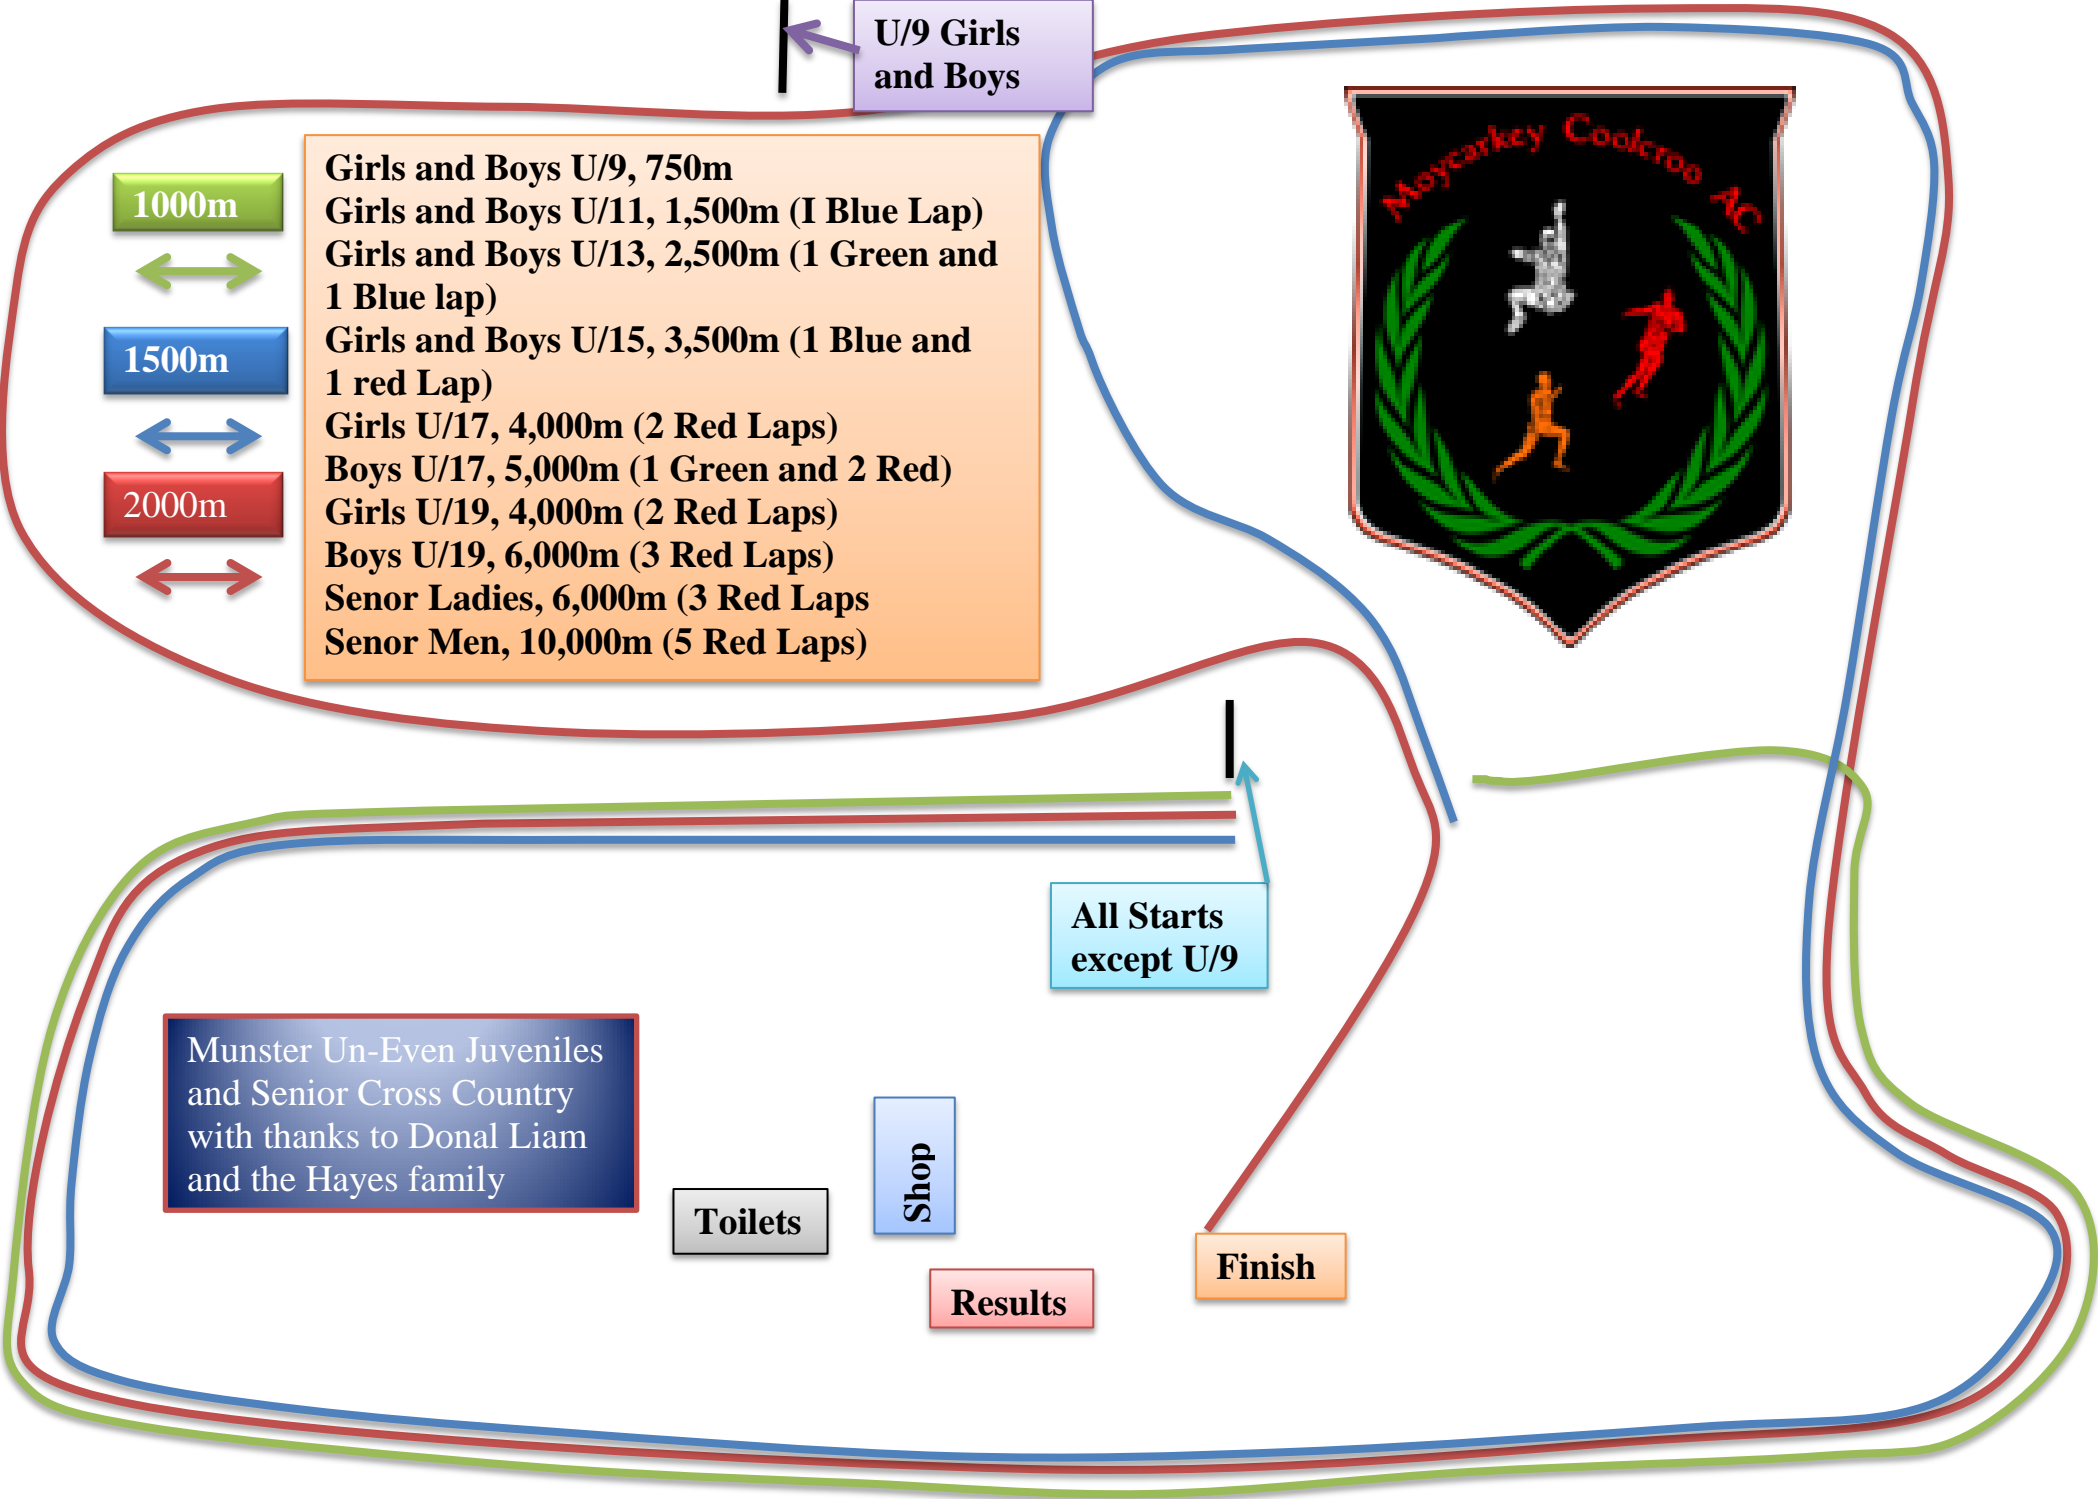 U/9 Girls
and Boys
Moycarkey Coolcroo AC
1000m
1500m
2000m
Girls and Boys U/9, 750m
Girls and Boys U/11, 1,500m (I Blue Lap)
Girls and Boys U/13, 2,500m (1 Green and
1 Blue lap)
Girls and Boys U/15, 3,500m (1 Blue and
1 red Lap)
Girls U/17, 4,000m (2 Red Laps)
Boys U/17, 5,000m (1 Green and 2 Red)
Girls U/19, 4,000m (2 Red Laps)
Boys U/19, 6,000m (3 Red Laps)
Senor Ladies, 6,000m (3 Red Laps
Senor Men, 10,000m (5 Red Laps)
All Starts
except U/9
Munster Un-Even Juveniles
and Senior Cross Country
with thanks to Donal Liam
and the Hayes family
Toilets
Shop
Results
Finish